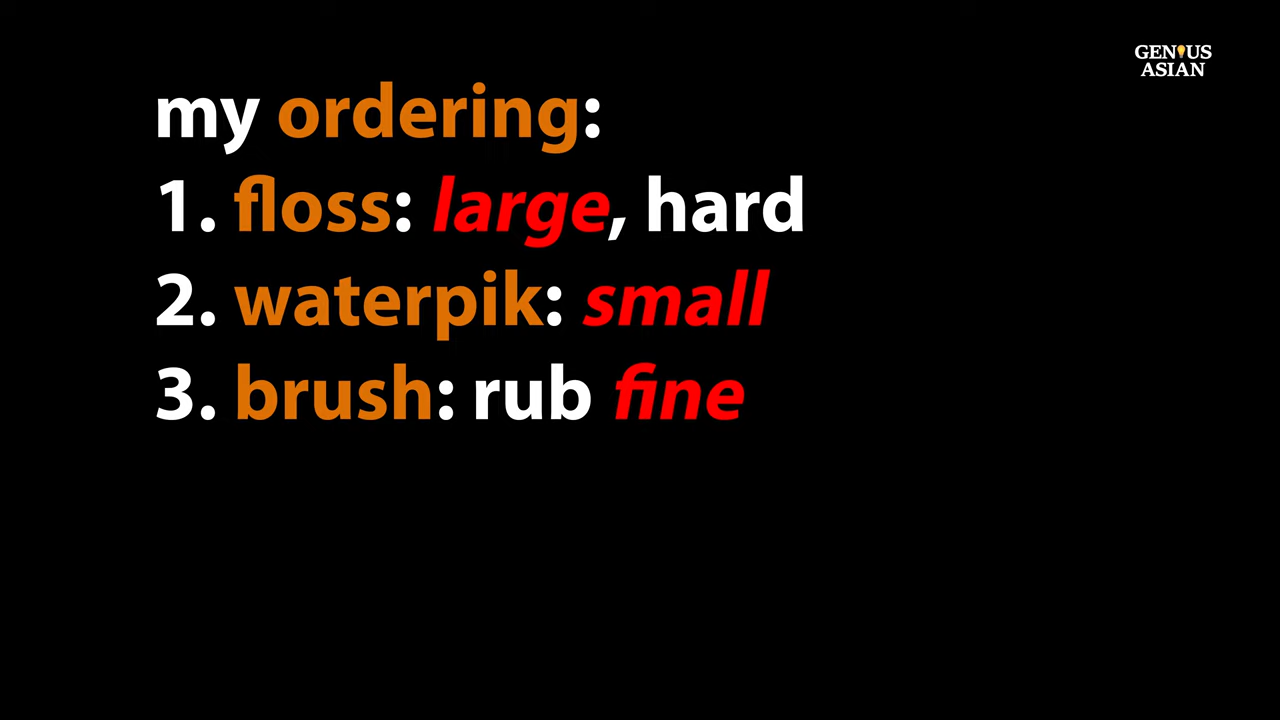 GENIUS
ASIAN
my ordering:
1. floss: large, hard
2. waterpik: small
3. brush: rub fine